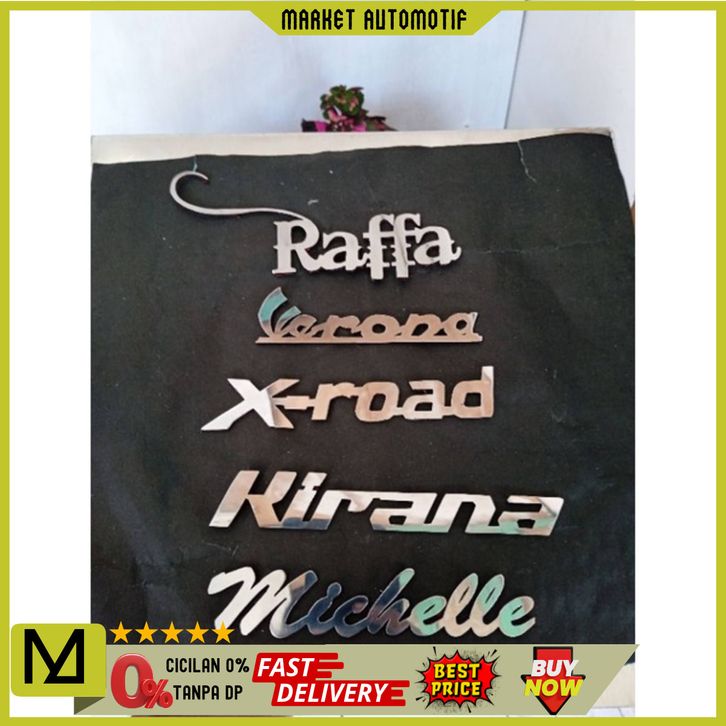 MARKET AUTOMOTIF
Raffa
Verona
X-road
Kirana
Michelle
M
0%
CICILAN 0%
TANPA DP
FAST
DELIVERY
BEST
PRICE
BUY
NOW